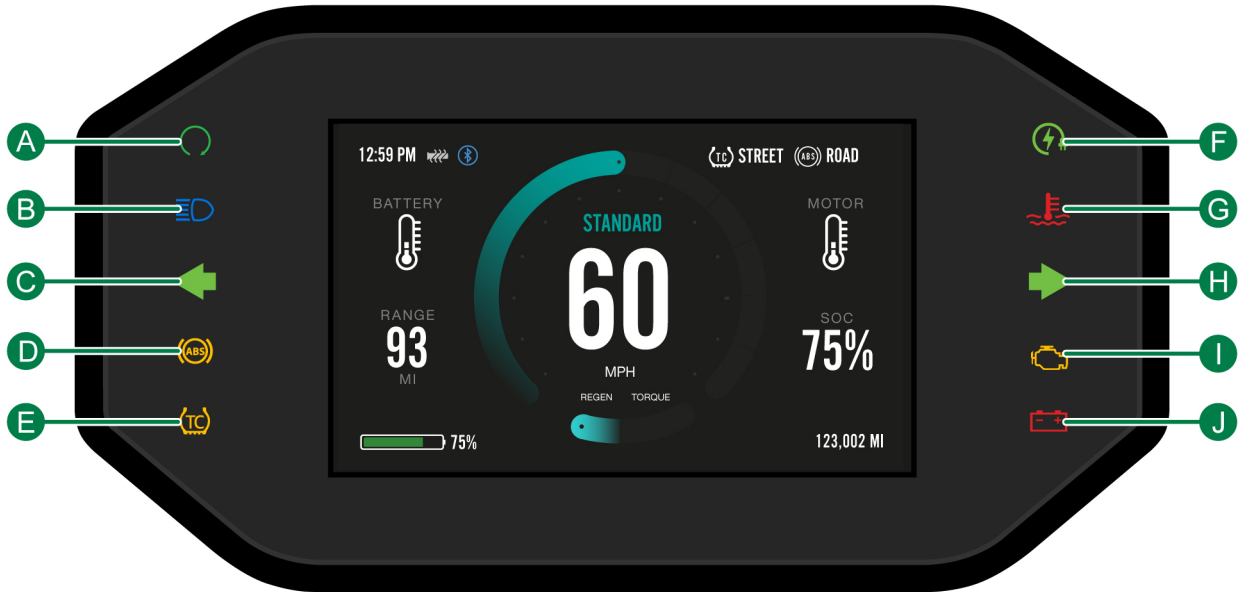 A
B
C
D
E
F
G
H
I
J
ABS
TC
12:59 PM
TC STREET ABS ROAD
BATTERY
MOTOR
STANDARD
60
MPH
RANGE
93
MI
SOC
75%
REGEN TORQUE
75%
123,002 MI
- +